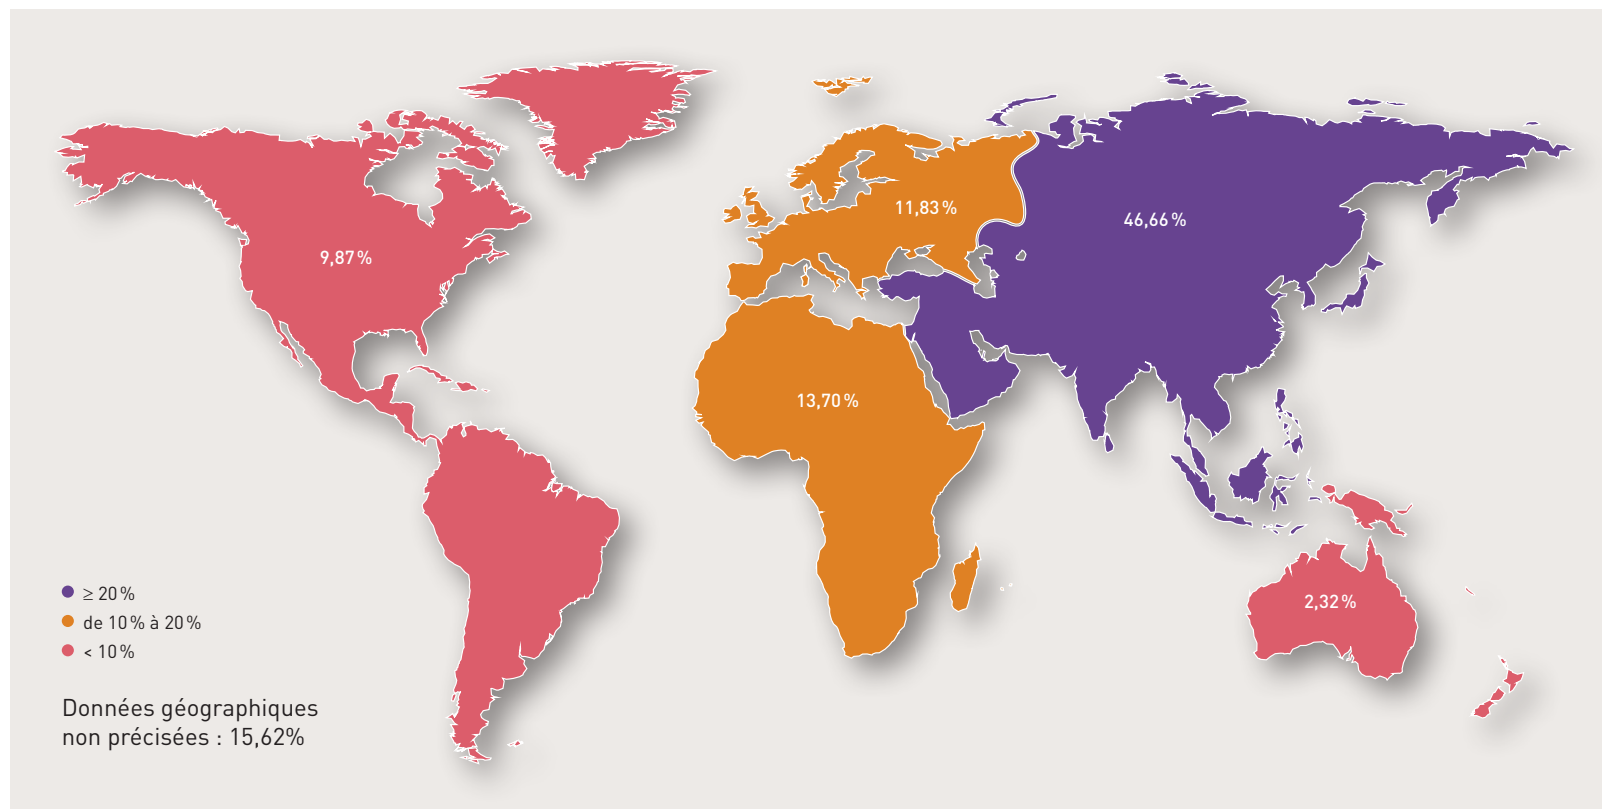 11,83 %
46,66 %
9,87 %
13,70 %
2,32 %
≥ 20 %
de 10 % à 20 %
< 10 %
Données géographiques
non précisées : 15,62%